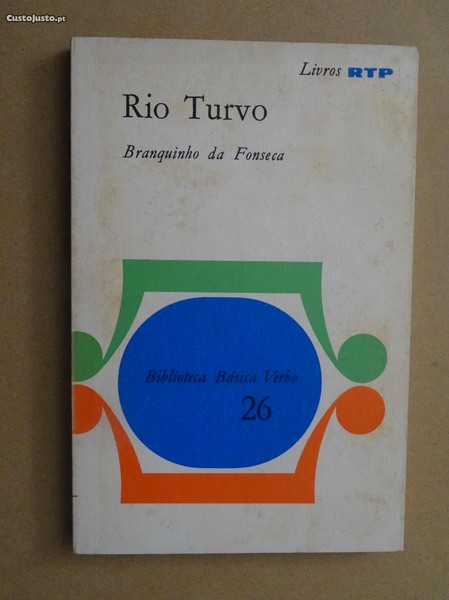 CustoJusto.pt
Livros RTP
Rio Turvo
Branquinho da Fonseca
Biblioteca Básica Verbo
26